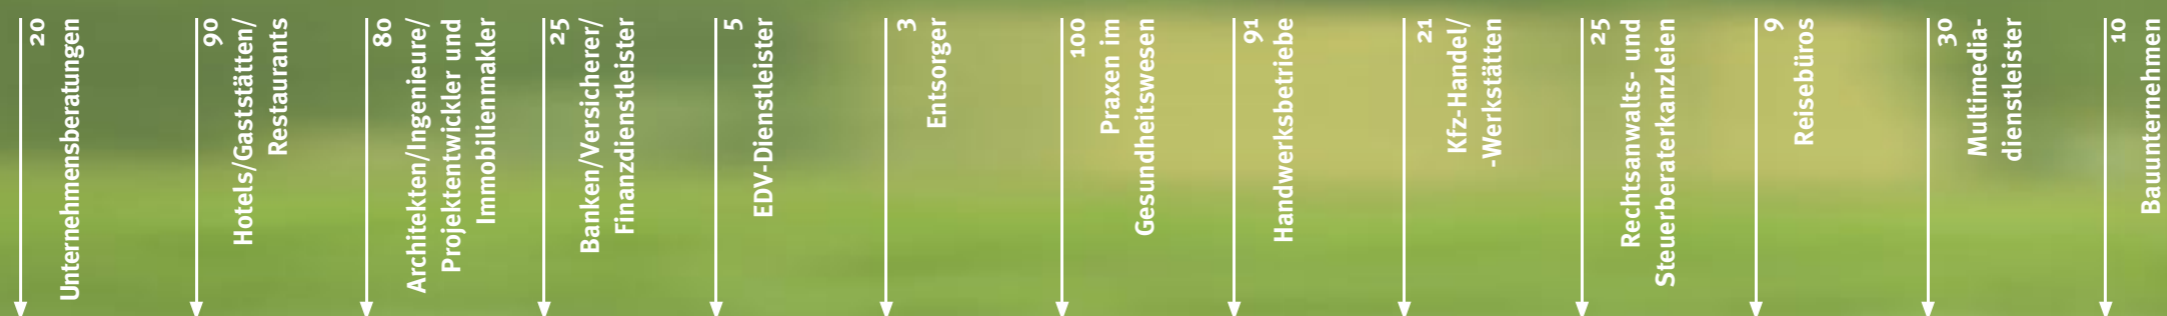 20
Unternehmensberatungen
90
Hotels/Gaststätten/
Restaurants
80
Architekten/Ingenieure/
Projektentwickler und
Immobilienmakler
25
Banken/Versicherer/
Finanzdienstleister
5
EDV-Dienstleister
3
Entsorger
100
Praxen im
Gesundheitswesen
91
Handwerksbetriebe
21
Kfz-Handel/
-Werkstätten
25
Rechtsanwalts- und
Steuerberaterkanzleien
9
Reisebüros
30
Multimedia-
dienstleister
10
Bauunternehmen